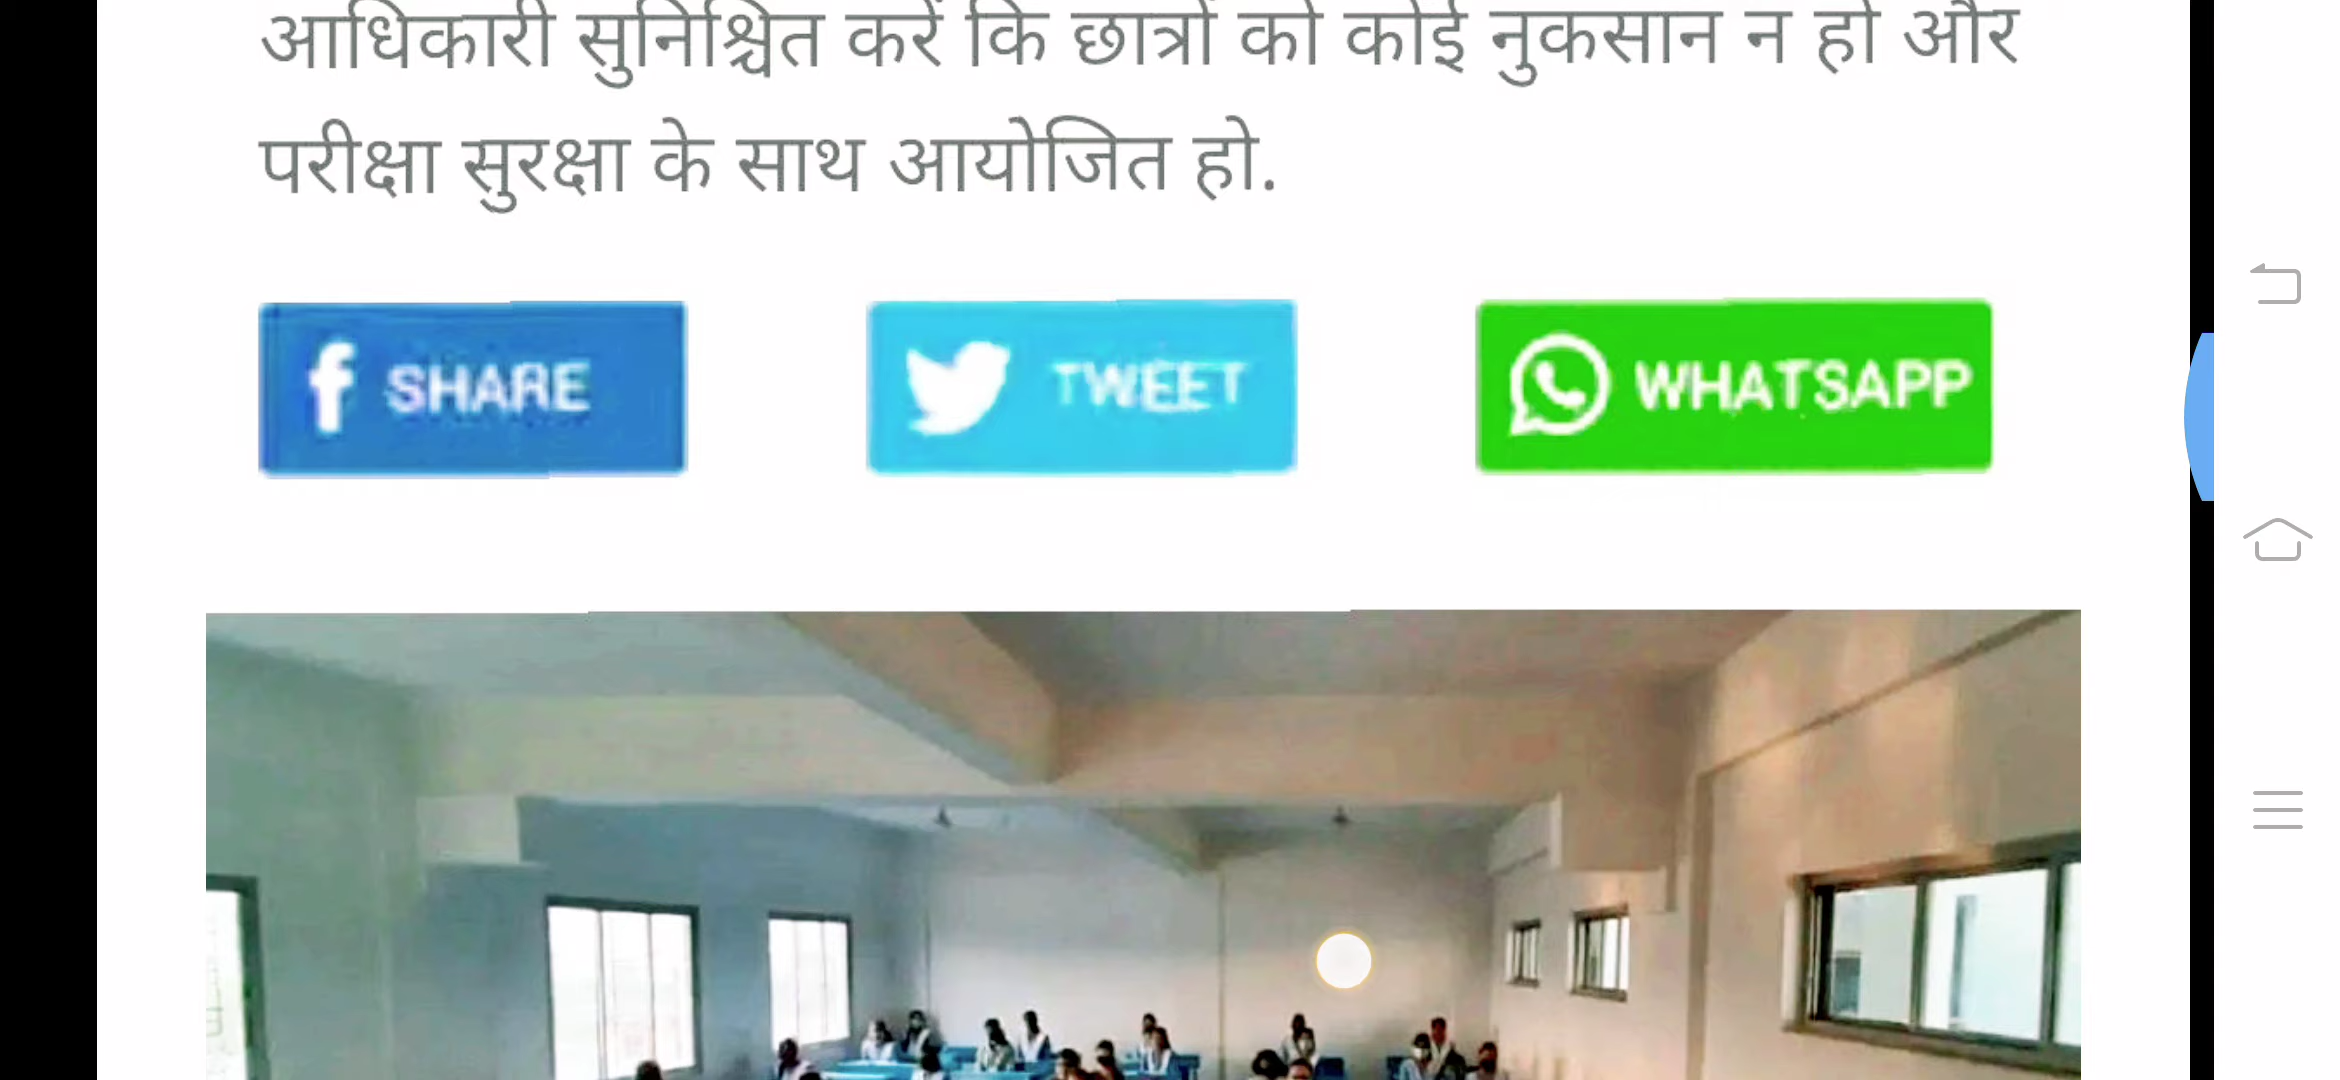 अधिकारी सुनिश्चित करें कि छात्रों को कोई नुकसान न हो और
परीक्षा सुरक्षा के साथ आयोजित हो.
SHARE
TWEET
WHATSAPP